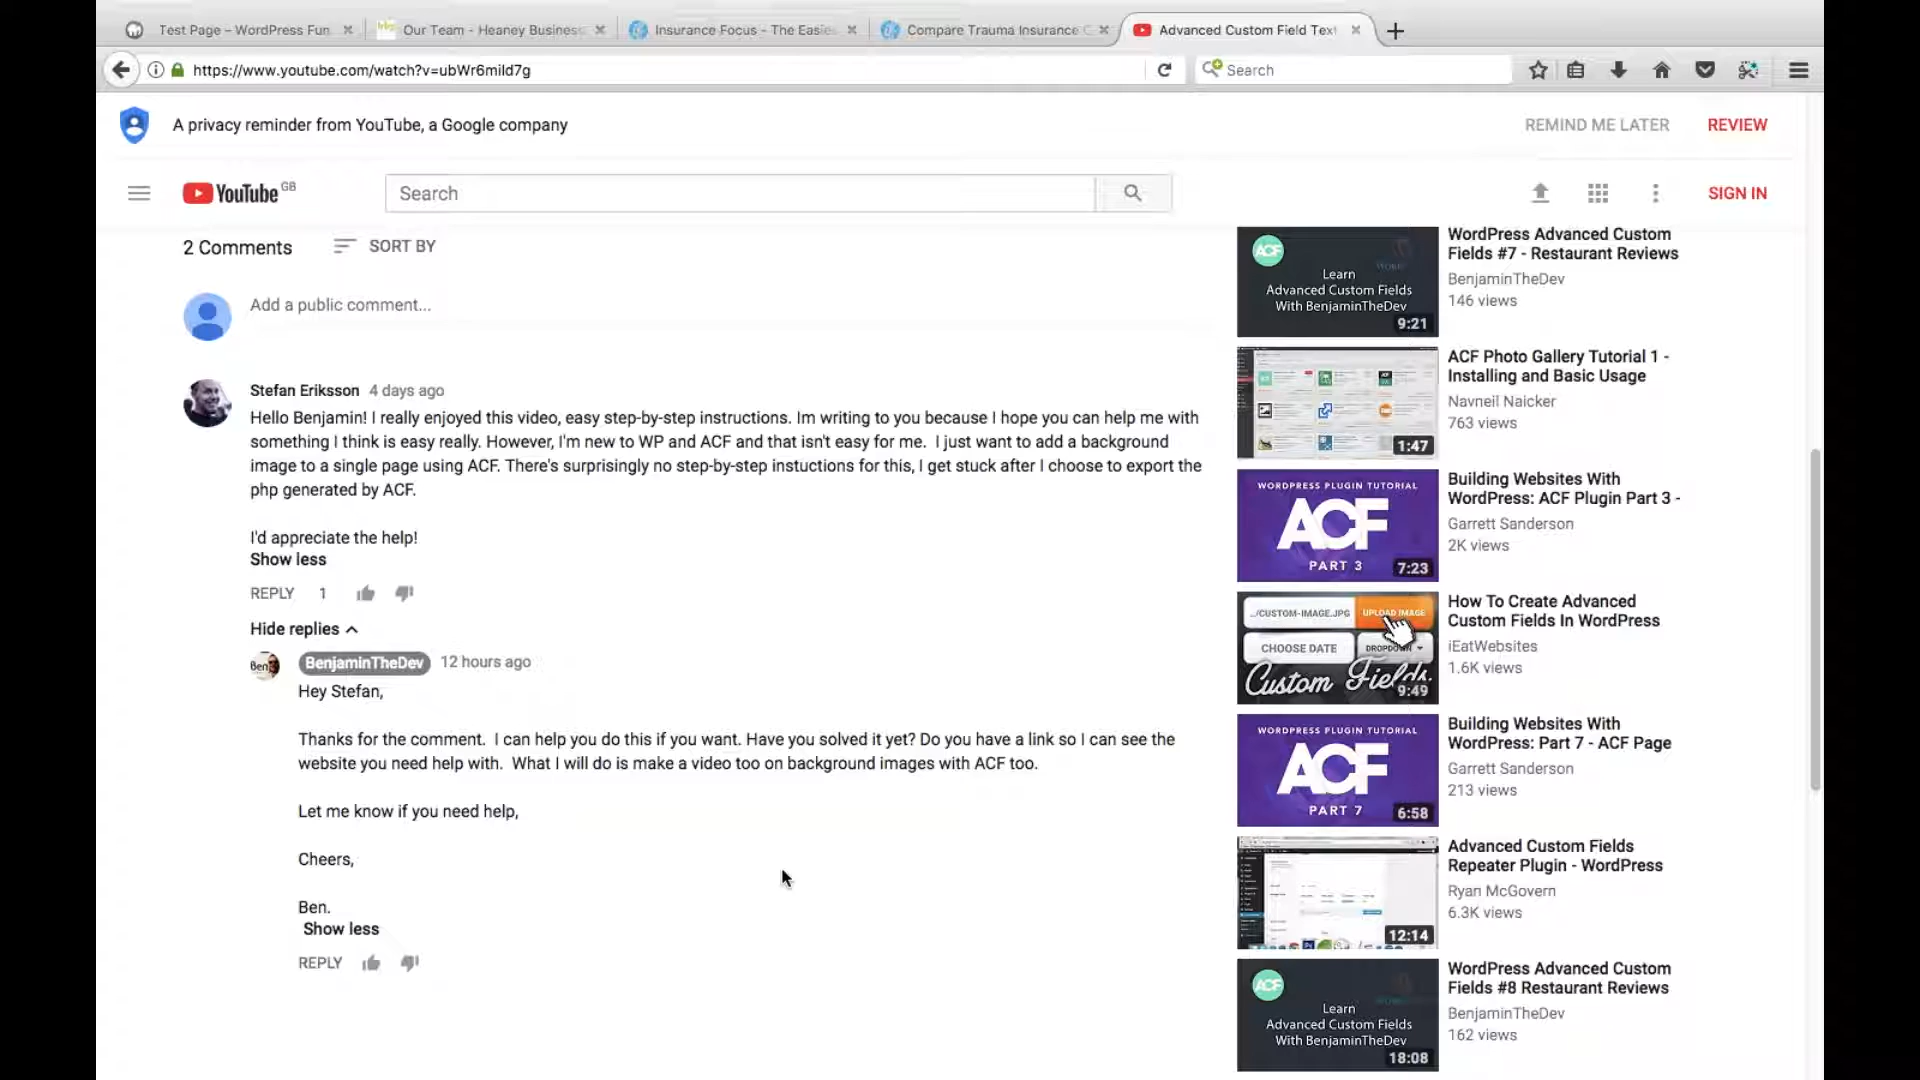 Test Page – WordPress Fun
Our Team - Heaney Business
Insurance Focus - The Easies
Compare Trauma Insurance C
Advanced Custom Field Text
https://www.youtube.com/watch?v=ubWr6mild7g
Search
A privacy reminder from YouTube, a Google company
REMIND ME LATER
REVIEW
YouTube GB
Search
SIGN IN
2 Comments
SORT BY
Add a public comment...
Stefan Eriksson 4 days ago
Hello Benjamin! I really enjoyed this video, easy step-by-step instructions. Im writing to you because I hope you can help me with
something I think is easy really. However, I'm new to WP and ACF and that isn't easy for me. I just want to add a background
image to a single page using ACF. There's surprisingly no step-by-step instuctions for this, I get stuck after I choose to export the
php generated by ACF.
I'd appreciate the help!
Show less
REPLY 1
Hide replies
Ben
BenjaminTheDev 12 hours ago
Hey Stefan,
Thanks for the comment. I can help you do this if you want. Have you solved it yet? Do you have a link so I can see the
website you need help with. What I will do is make a video too on background images with ACF too.
Let me know if you need help,
Cheers,
Ben.
Show less
REPLY
ACF
Learn
Advanced Custom Fields
With BenjaminTheDev
9:21
WordPress Advanced Custom
Fields #7 - Restaurant Reviews
BenjaminTheDev
146 views
1:47
ACF Photo Gallery Tutorial 1 -
Installing and Basic Usage
Navneil Naicker
763 views
WORDPRESS PLUGIN TUTORIAL
ACF
PART 3
7:23
Building Websites With
WordPress: ACF Plugin Part 3 -
Garrett Sanderson
2K views
.../CUSTOM-IMAGE.JPG
UPLOAD IMAGE
CHOOSE DATE
DROPDOWN
Custom Fields
9:49
How To Create Advanced
Custom Fields In WordPress
iEatWebsites
1.6K views
WORDPRESS PLUGIN TUTORIAL
ACF
PART 7
6:58
Building Websites With
WordPress: Part 7 - ACF Page
Garrett Sanderson
213 views
12:14
Advanced Custom Fields
Repeater Plugin - WordPress
Ryan McGovern
6.3K views
ACF
Learn
Advanced Custom Fields
With BenjaminTheDev
18:08
WordPress Advanced Custom
Fields #8 Restaurant Reviews
BenjaminTheDev
162 views